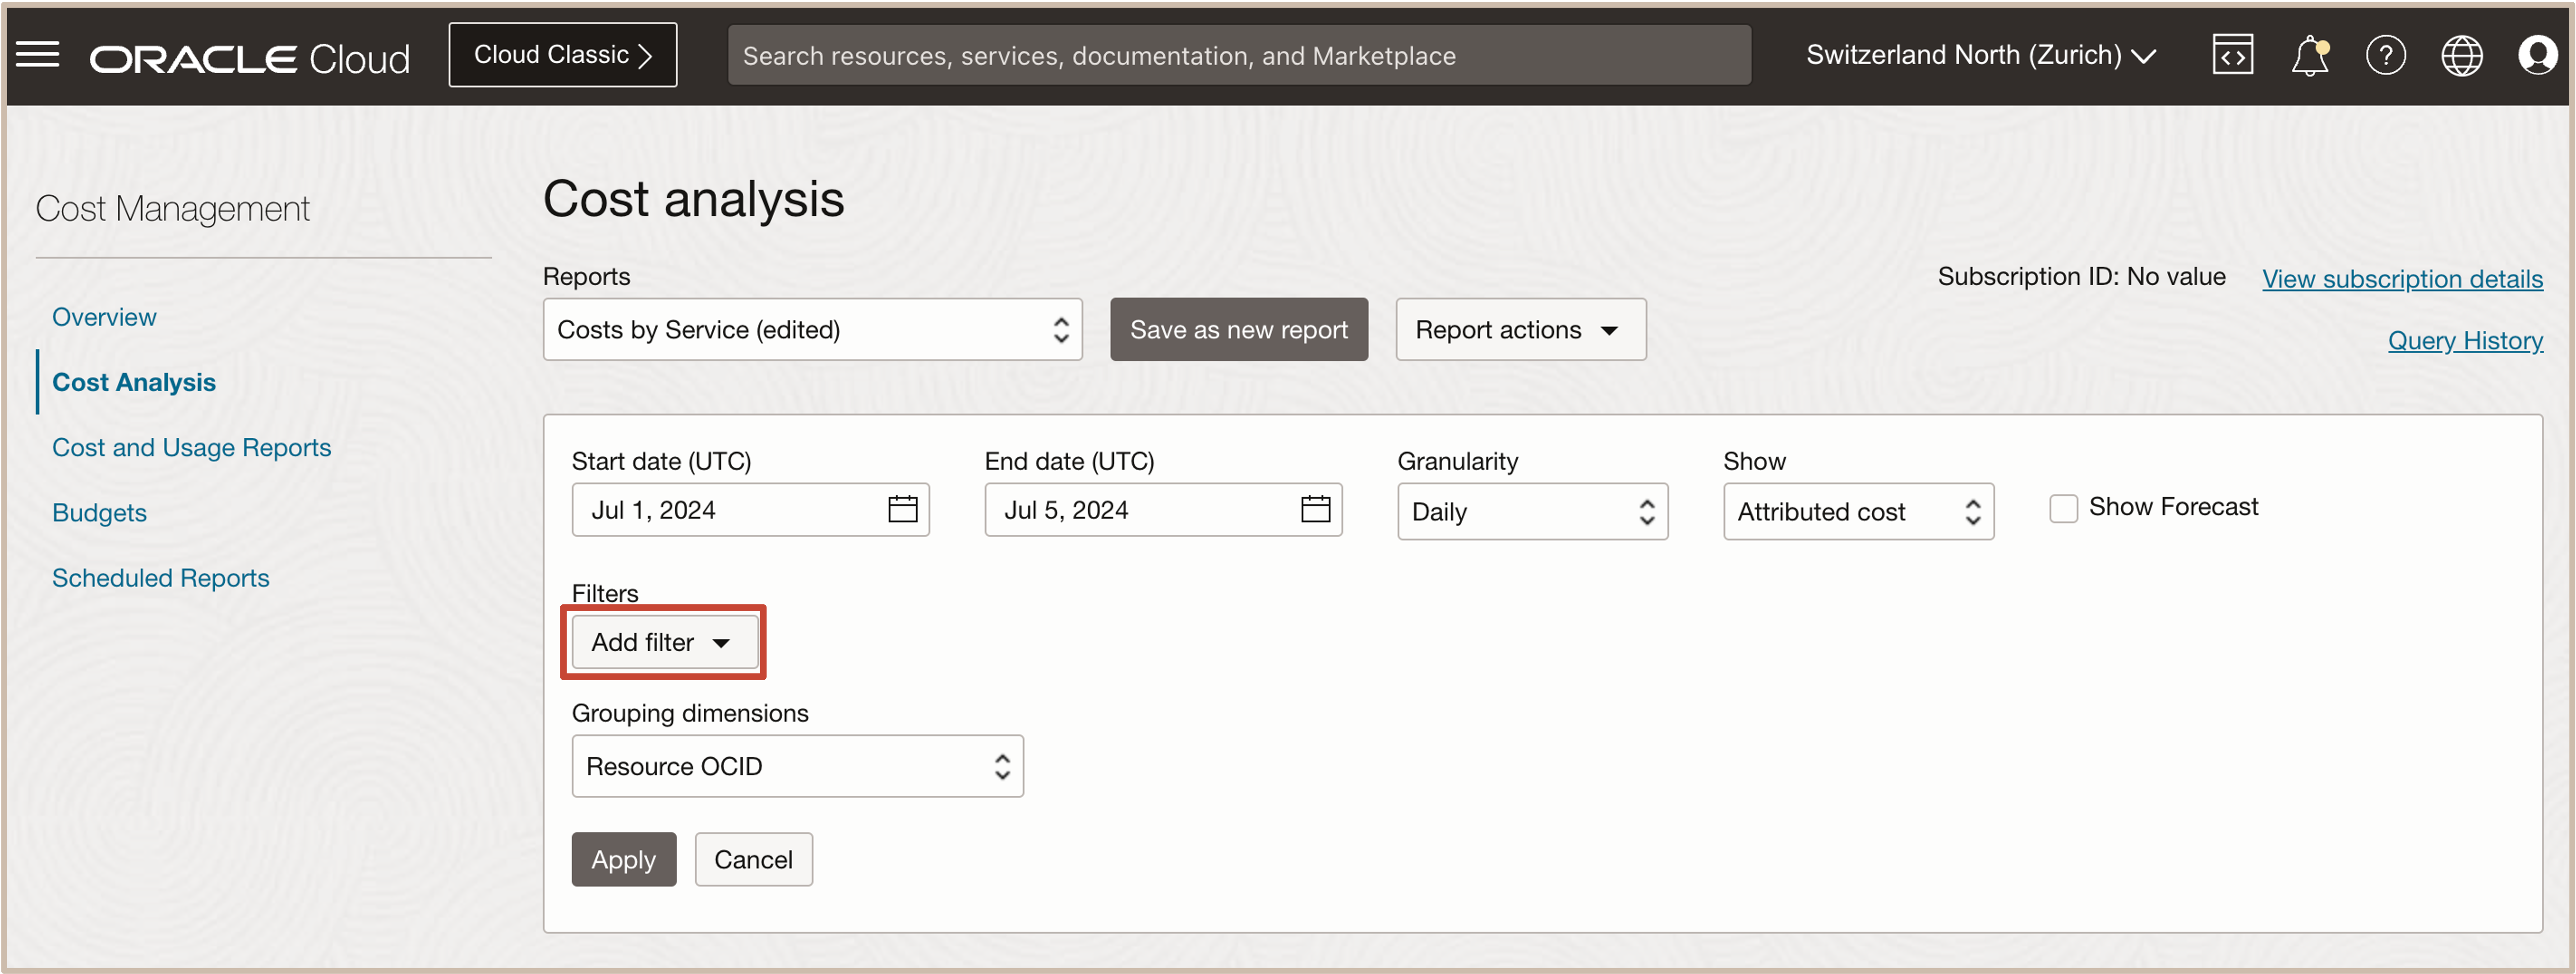 ORACLE Cloud
Cloud Classic
Search resources, services, documentation, and Marketplace
Switzerland North (Zurich)
Cost Management
Overview
Cost Analysis
Cost and Usage Reports
Budgets
Scheduled Reports
Cost analysis
Reports
Costs by Service (edited)
Save as new report
Report actions
Subscription ID: No value
View subscription details
Query History
Start date (UTC)
End date (UTC)
Granularity
Show
Jul 1, 2024
Jul 5, 2024
Daily
Attributed cost
Show Forecast
Filters
Add filter
Grouping dimensions
Resource OCID
Apply
Cancel